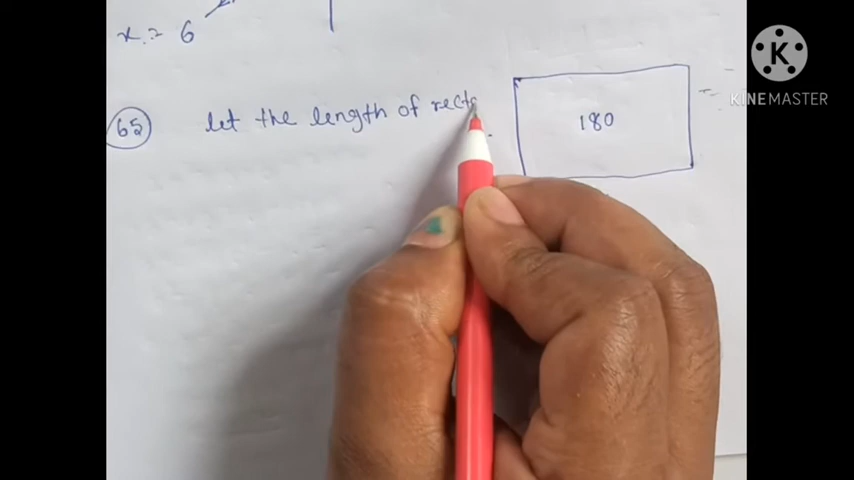 x = 6
65 let the length of recta
180
K
KINEMASTER